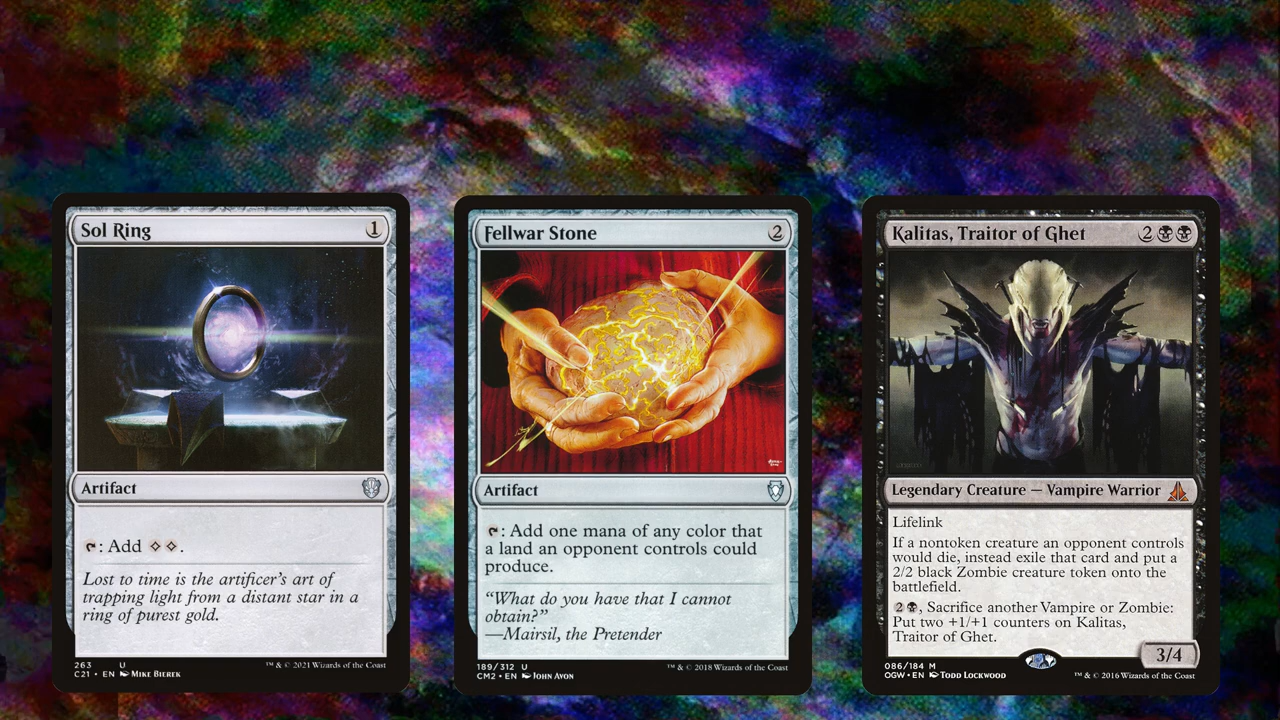 Sol Ring 1
Artifact
: Add .
Lost to time is the artificer's art of
trapping light from a distant star in a
ring of purest gold.
263 U
C21 • EN Mike Bierek
™ & © 2021 Wizards of the Coast
Fellwar Stone 2
Artifact
: Add one mana of any color that
a land an opponent controls could
produce.
“What do you have that I cannot
obtain?”
—Mairsil, the Pretender
189/312 U
CM2 • EN John Avon
™ & © 2018 Wizards of the Coast
Kalitas, Traitor of Ghet 2
Legendary Creature — Vampire Warrior
Lifelink
If a nontoken creature an opponent controls
would die, instead exile that card and put a
2/2 black Zombie creature token onto the
battlefield.
2, Sacrifice another Vampire or Zombie:
Put two +1/+1 counters on Kalitas,
Traitor of Ghet.
3/4
086/184 M
OGW • EN Todd Lockwood
™ & © 2016 Wizards of the Coast